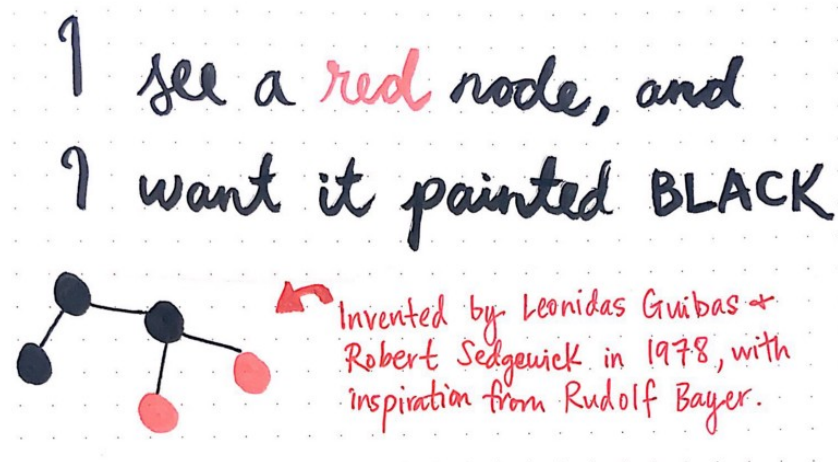 I see a red node, and
I want it painted BLACK
Invented by Leonidas Guibas &
Robert Sedgewick in 1978, with
inspiration from Rudolf Bayer.